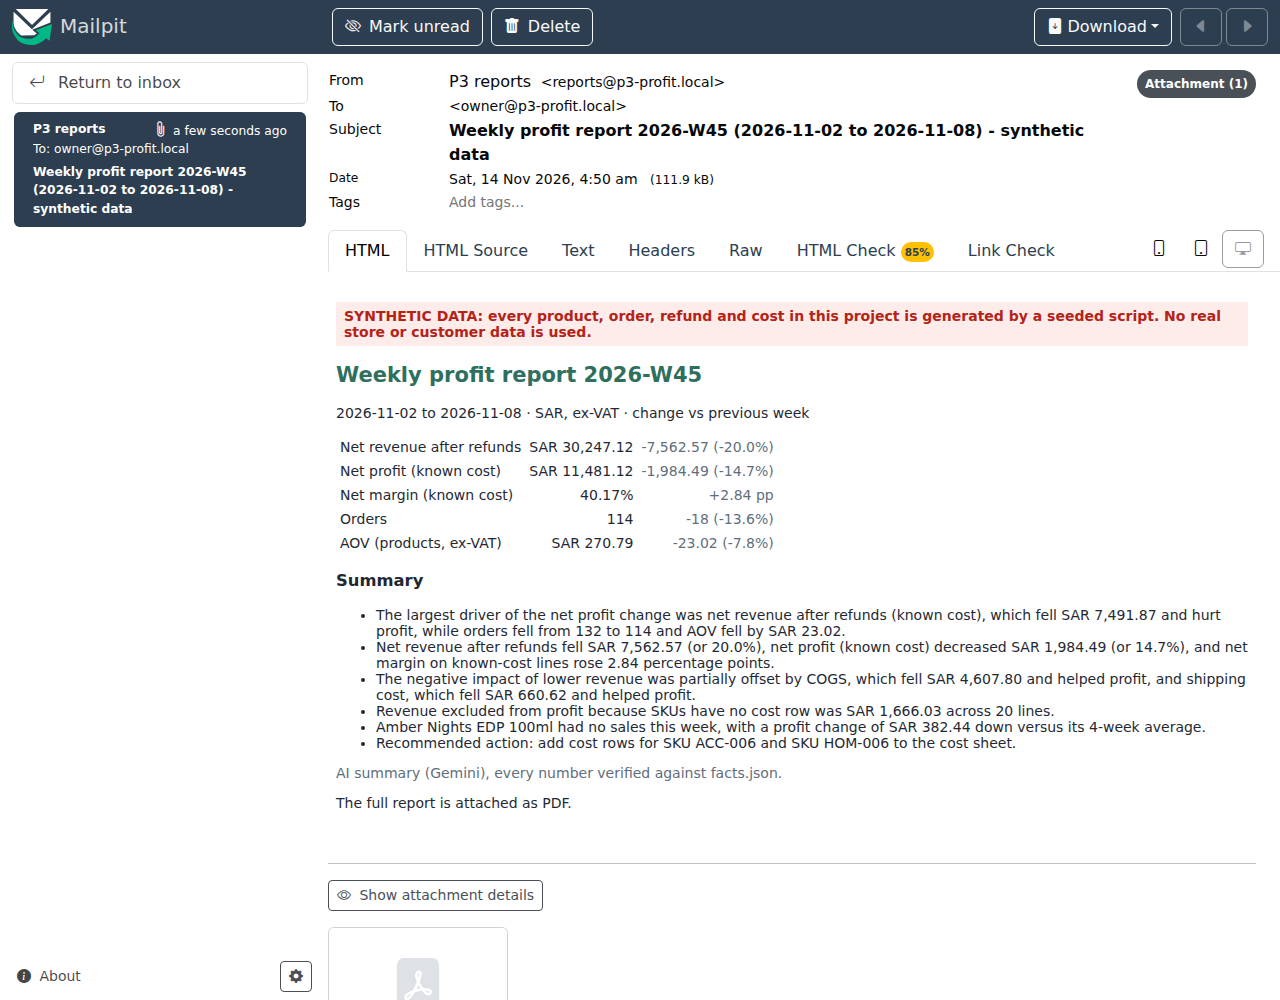 Mailpit
Mark unread
Delete
Download
Return to inbox
P3 reports
a few seconds ago
To: owner@p3-profit.local
Weekly profit report 2026-W45
(2026-11-02 to 2026-11-08) -
synthetic data
From
P3 reports <reports@p3-profit.local>
Attachment (1)
To
<owner@p3-profit.local>
Subject
Weekly profit report 2026-W45 (2026-11-02 to 2026-11-08) - synthetic
data
Date
Sat, 14 Nov 2026, 4:50 am (111.9 kB)
Tags
Add tags...
HTML HTML Source Text Headers Raw HTML Check 85% Link Check
SYNTHETIC DATA: every product, order, refund and cost in this project is generated by a seeded script. No real
store or customer data is used.
Weekly profit report 2026-W45
2026-11-02 to 2026-11-08 · SAR, ex-VAT · change vs previous week
Net revenue after refunds SAR 30,247.12 -7,562.57 (-20.0%)
Net profit (known cost) SAR 11,481.12 -1,984.49 (-14.7%)
Net margin (known cost) 40.17% +2.84 pp
Orders 114 -18 (-13.6%)
AOV (products, ex-VAT) SAR 270.79 -23.02 (-7.8%)
Summary
• The largest driver of the net profit change was net revenue after refunds (known cost), which fell SAR 7,491.87 and hurt
profit, while orders fell from 132 to 114 and AOV fell by SAR 23.02.
• Net revenue after refunds fell SAR 7,562.57 (or 20.0%), net profit (known cost) decreased SAR 1,984.49 (or 14.7%), and net
margin on known-cost lines rose 2.84 percentage points.
• The negative impact of lower revenue was partially offset by COGS, which fell SAR 4,607.80 and helped profit, and shipping
cost, which fell SAR 660.62 and helped profit.
• Revenue excluded from profit because SKUs have no cost row was SAR 1,666.03 across 20 lines.
• Amber Nights EDP 100ml had no sales this week, with a profit change of SAR 382.44 down versus its 4-week average.
• Recommended action: add cost rows for SKU ACC-006 and SKU HOM-006 to the cost sheet.
AI summary (Gemini), every number verified against facts.json.
The full report is attached as PDF.
Show attachment details
About